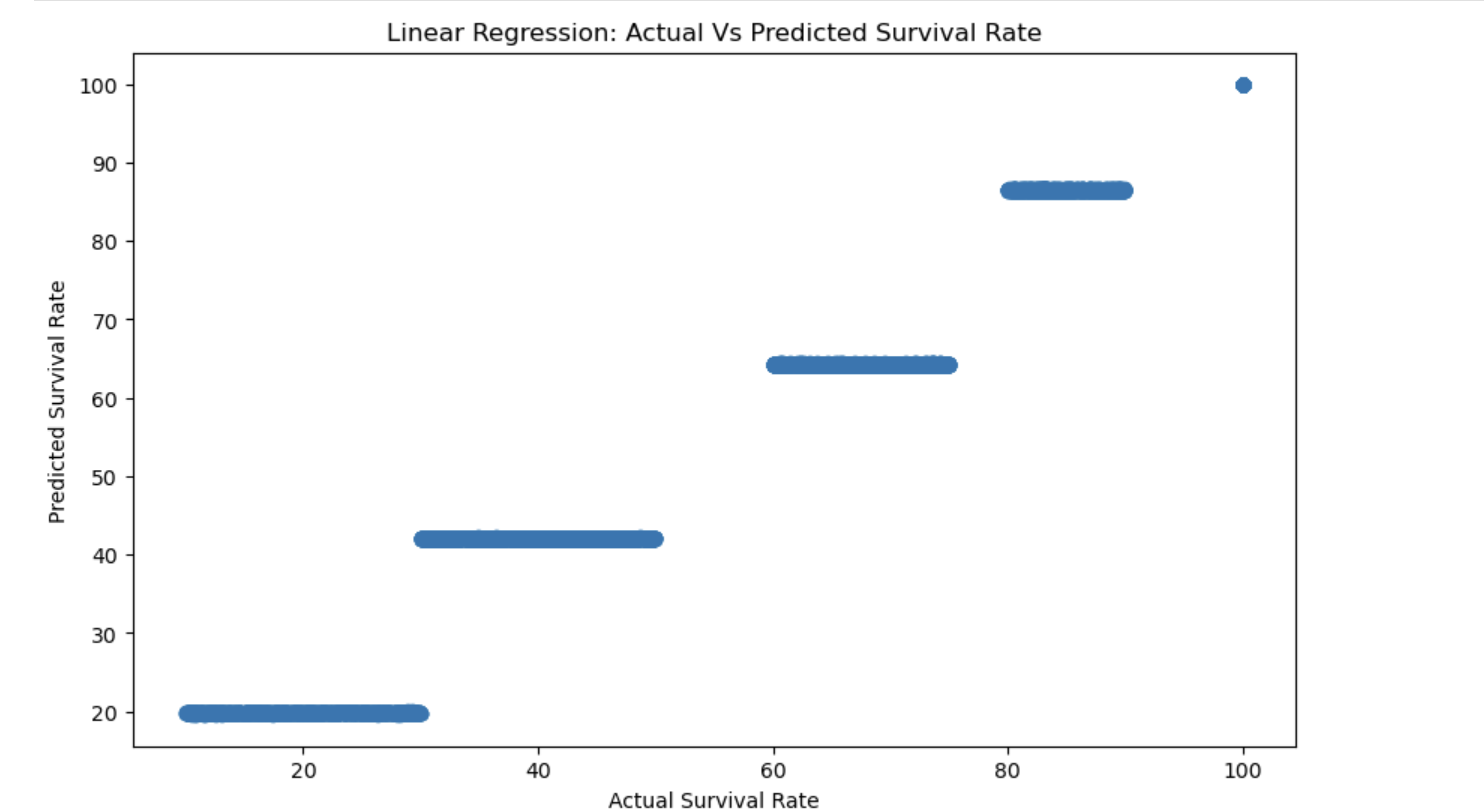 Linear Regression: Actual Vs Predicted Survival Rate
100
90
80
70
60
50
40
30
20
Predicted Survival Rate
20 40 60 80 100
Actual Survival Rate